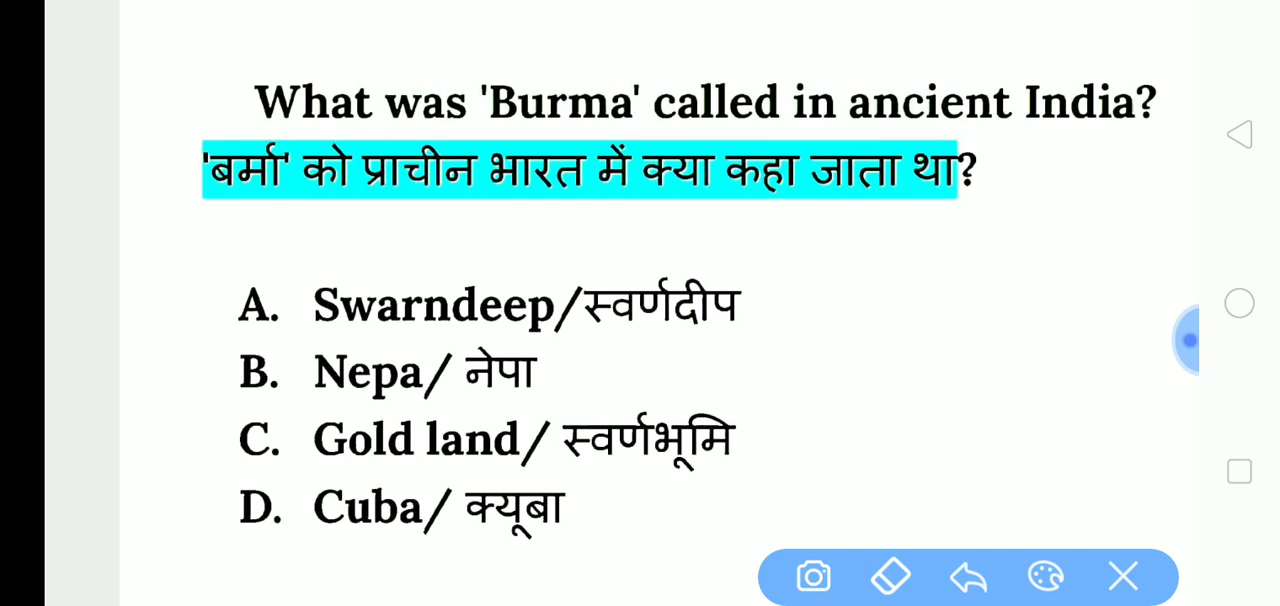 What was 'Burma' called in ancient India?
'बर्मा' को प्राचीन भारत में क्या कहा जाता था?
A. Swarndeep/स्वर्णदीप
B. Nepa/ नेपा
C. Gold land/ स्वर्णभूमि
D. Cuba/ क्यूबा